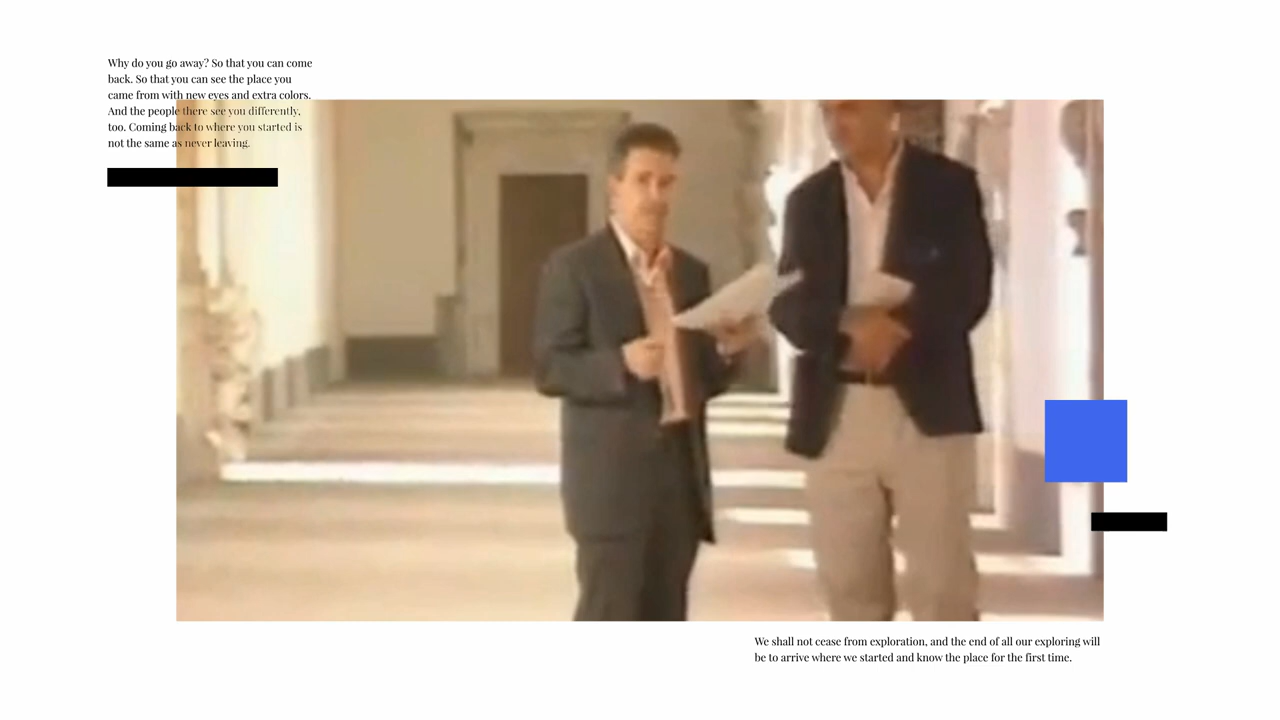 Why do you go away? So that you can come
back. So that you can see the place you
came from with new eyes and extra colors.
And the people there see you differently,
too. Coming back to where you started is
not the same as never leaving.
We shall not cease from exploration, and the end of all our exploring will
be to arrive where we started and know the place for the first time.